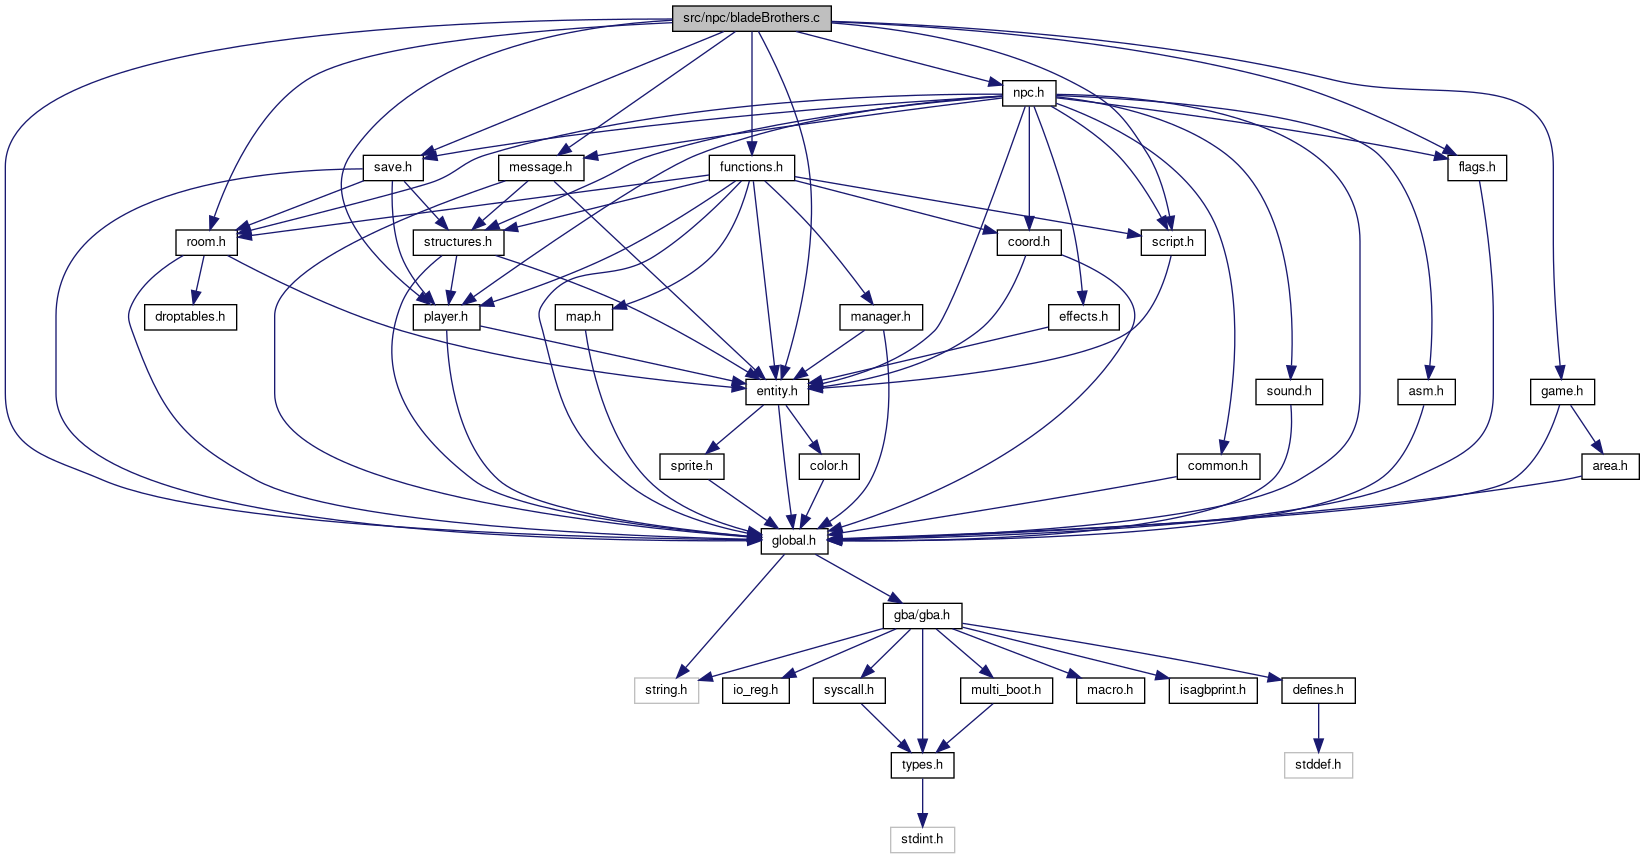 src/npc/bladeBrothers.c
npc.h
save.h
message.h
functions.h
flags.h
room.h
structures.h
coord.h
script.h
droptables.h
player.h
map.h
manager.h
effects.h
entity.h
sound.h
asm.h
game.h
sprite.h
color.h
common.h
area.h
global.h
gba/gba.h
string.h
io_reg.h
syscall.h
multi_boot.h
macro.h
isagbprint.h
defines.h
types.h
stddef.h
stdint.h